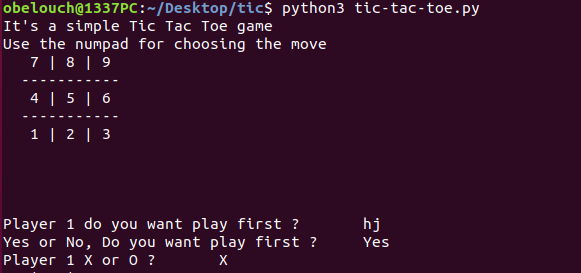 obelouch@1337PC:~/Desktop/tic$ python3 tic-tac-toe.py
It's a simple Tic Tac Toe game
Use the numpad for choosing the move
7 | 8 | 9
-----------
4 | 5 | 6
-----------
1 | 2 | 3
Player 1 do you want play first ? hj
Yes or No, Do you want play first ? Yes
Player 1 X or O ? X